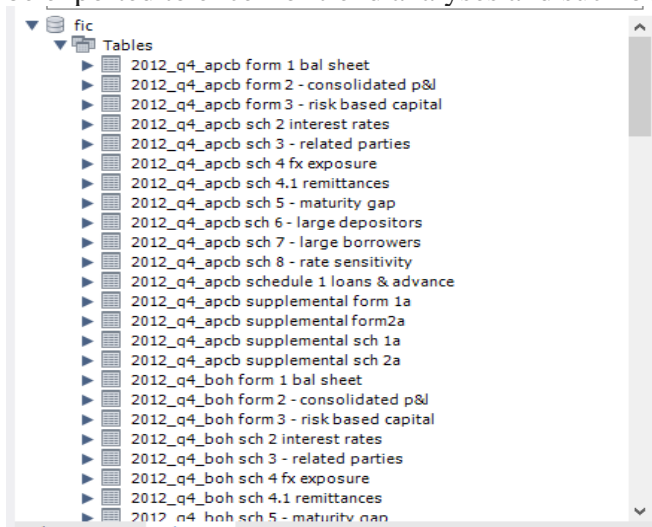 fic
Tables
2012_q4_apcb form 1 bal sheet
2012_q4_apcb form 2 - consolidated p&l
2012_q4_apcb form 3 - risk based capital
2012_q4_apcb sch 2 interest rates
2012_q4_apcb sch 3 - related parties
2012_q4_apcb sch 4 fx exposure
2012_q4_apcb sch 4.1 remittances
2012_q4_apcb sch 5 - maturity gap
2012_q4_apcb sch 6 - large depositors
2012_q4_apcb sch 7 - large borrowers
2012_q4_apcb sch 8 - rate sensitivity
2012_q4_apcb schedule 1 loans & advance
2012_q4_apcb supplemental form 1a
2012_q4_apcb supplemental form2a
2012_q4_apcb supplemental sch 1a
2012_q4_apcb supplemental sch 2a
2012_q4_boh form 1 bal sheet
2012_q4_boh form 2 - consolidated p&l
2012_q4_boh form 3 - risk based capital
2012_q4_boh sch 2 interest rates
2012_q4_boh sch 3 - related parties
2012_q4_boh sch 4 fx exposure
2012_q4_boh sch 4.1 remittances
2012_q4_boh sch 5 - maturity gap